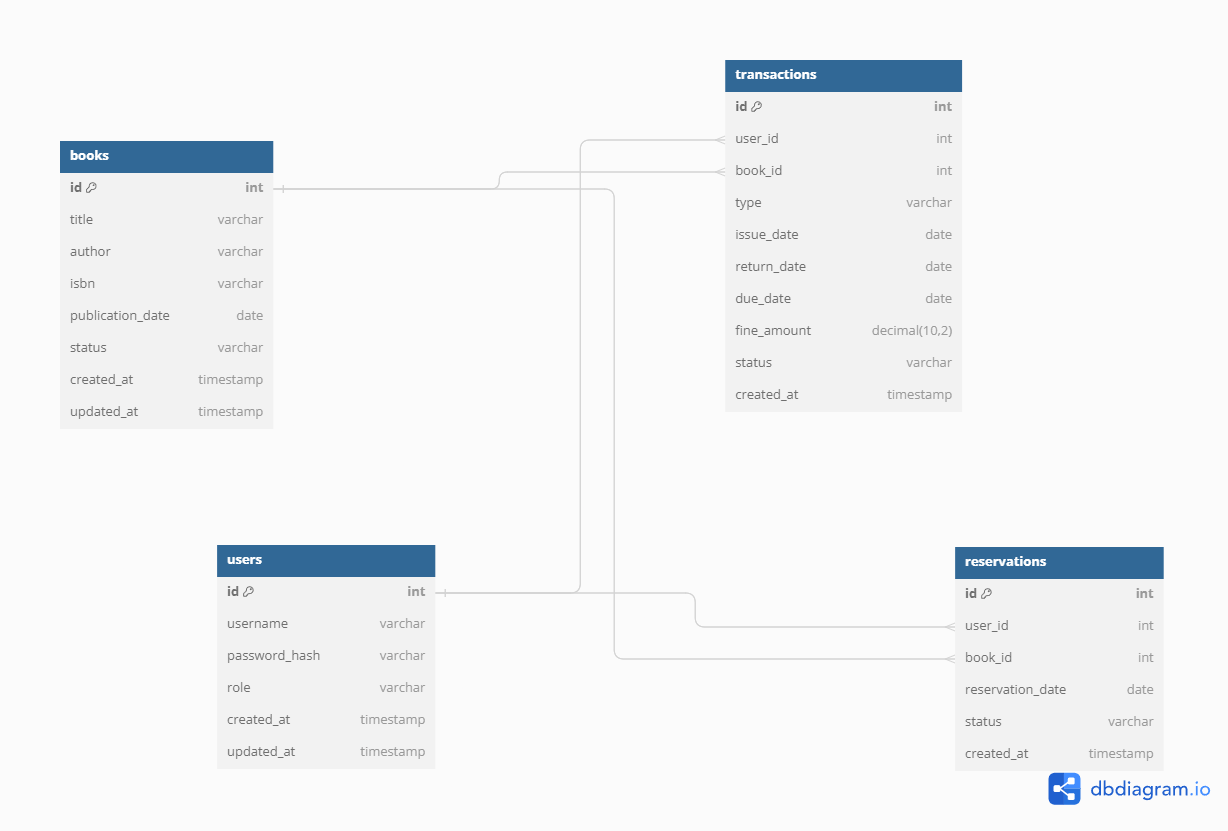 books
id int
title varchar
author varchar
isbn varchar
publication_date date
status varchar
created_at timestamp
updated_at timestamp
transactions
id int
user_id int
book_id int
type varchar
issue_date date
return_date date
due_date date
fine_amount decimal(10,2)
status varchar
created_at timestamp
users
id int
username varchar
password_hash varchar
role varchar
created_at timestamp
updated_at timestamp
reservations
id int
user_id int
book_id int
reservation_date date
status varchar
created_at timestamp
dbdiagram.io